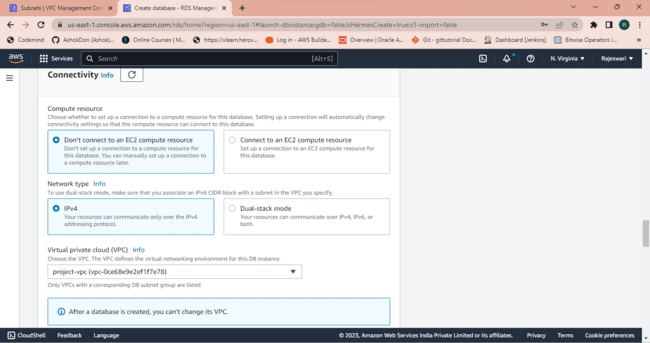 Subnets | VPC Management Con
Create database - RDS Manager
us-east-1.console.aws.amazon.com/rds/home?region=us-east-1#launch-dbinstance:gdb=false;isHermesCreate=true;s3-import=false
Codemind
AshokDon (Ashok)...
Online Courses | M...
https://vlearn.herov...
Log in - AWS Builde...
Overview | Oracle A...
Git - gittutorial Doc...
Dashboard [Jenkins]
Bitwise Operators i...
aws
Services
Search
[Alt+S]
N. Virginia
Rajeswari
Connectivity Info
Compute resource
Choose whether to set up a connection to a compute resource for this database. Setting up a connection will automatically change
connectivity settings so that the compute resource can connect to this database.
Don't connect to an EC2 compute resource
Don't set up a connection to a compute resource for
this database. You can manually set up a connection to
a compute resource later.
Connect to an EC2 compute resource
Set up a connection to an EC2 compute resource for
this database.
Network type Info
To use dual-stack mode, make sure that you associate an IPv6 CIDR block with a subnet in the VPC you specify.
IPv4
Your resources can communicate only over the IPv4
addressing protocol.
Dual-stack mode
Your resources can communicate over IPv4, IPv6, or
both.
Virtual private cloud (VPC) Info
Choose the VPC. The VPC defines the virtual networking environment for this DB instance.
project-vpc (vpc-0ce68e9e2ef1f7e78)
Only VPCs with a corresponding DB subnet group are listed.
After a database is created, you can't change its VPC.
CloudShell
Feedback
Language
© 2023, Amazon Web Services India Private Limited or its affiliates.
Privacy
Terms
Cookie preferences